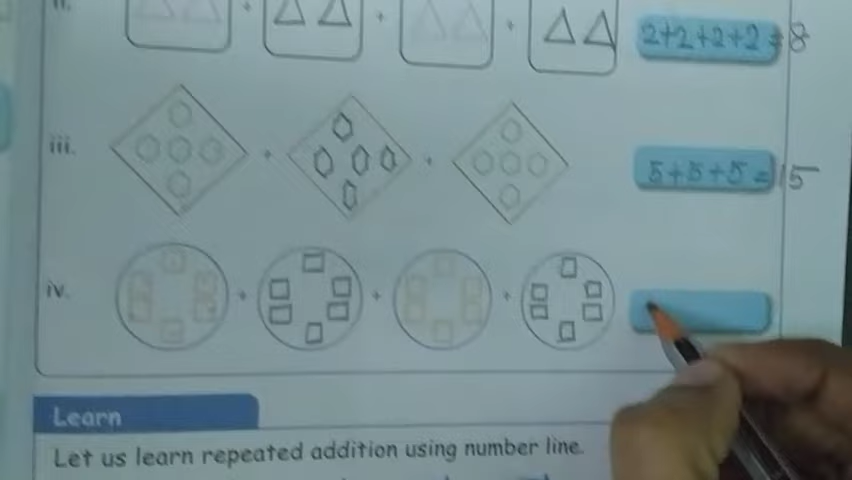 ii.
2+2+2+2=8
iii.
5+5+5=15
iv.
Learn
Let us learn repeated addition using number line.